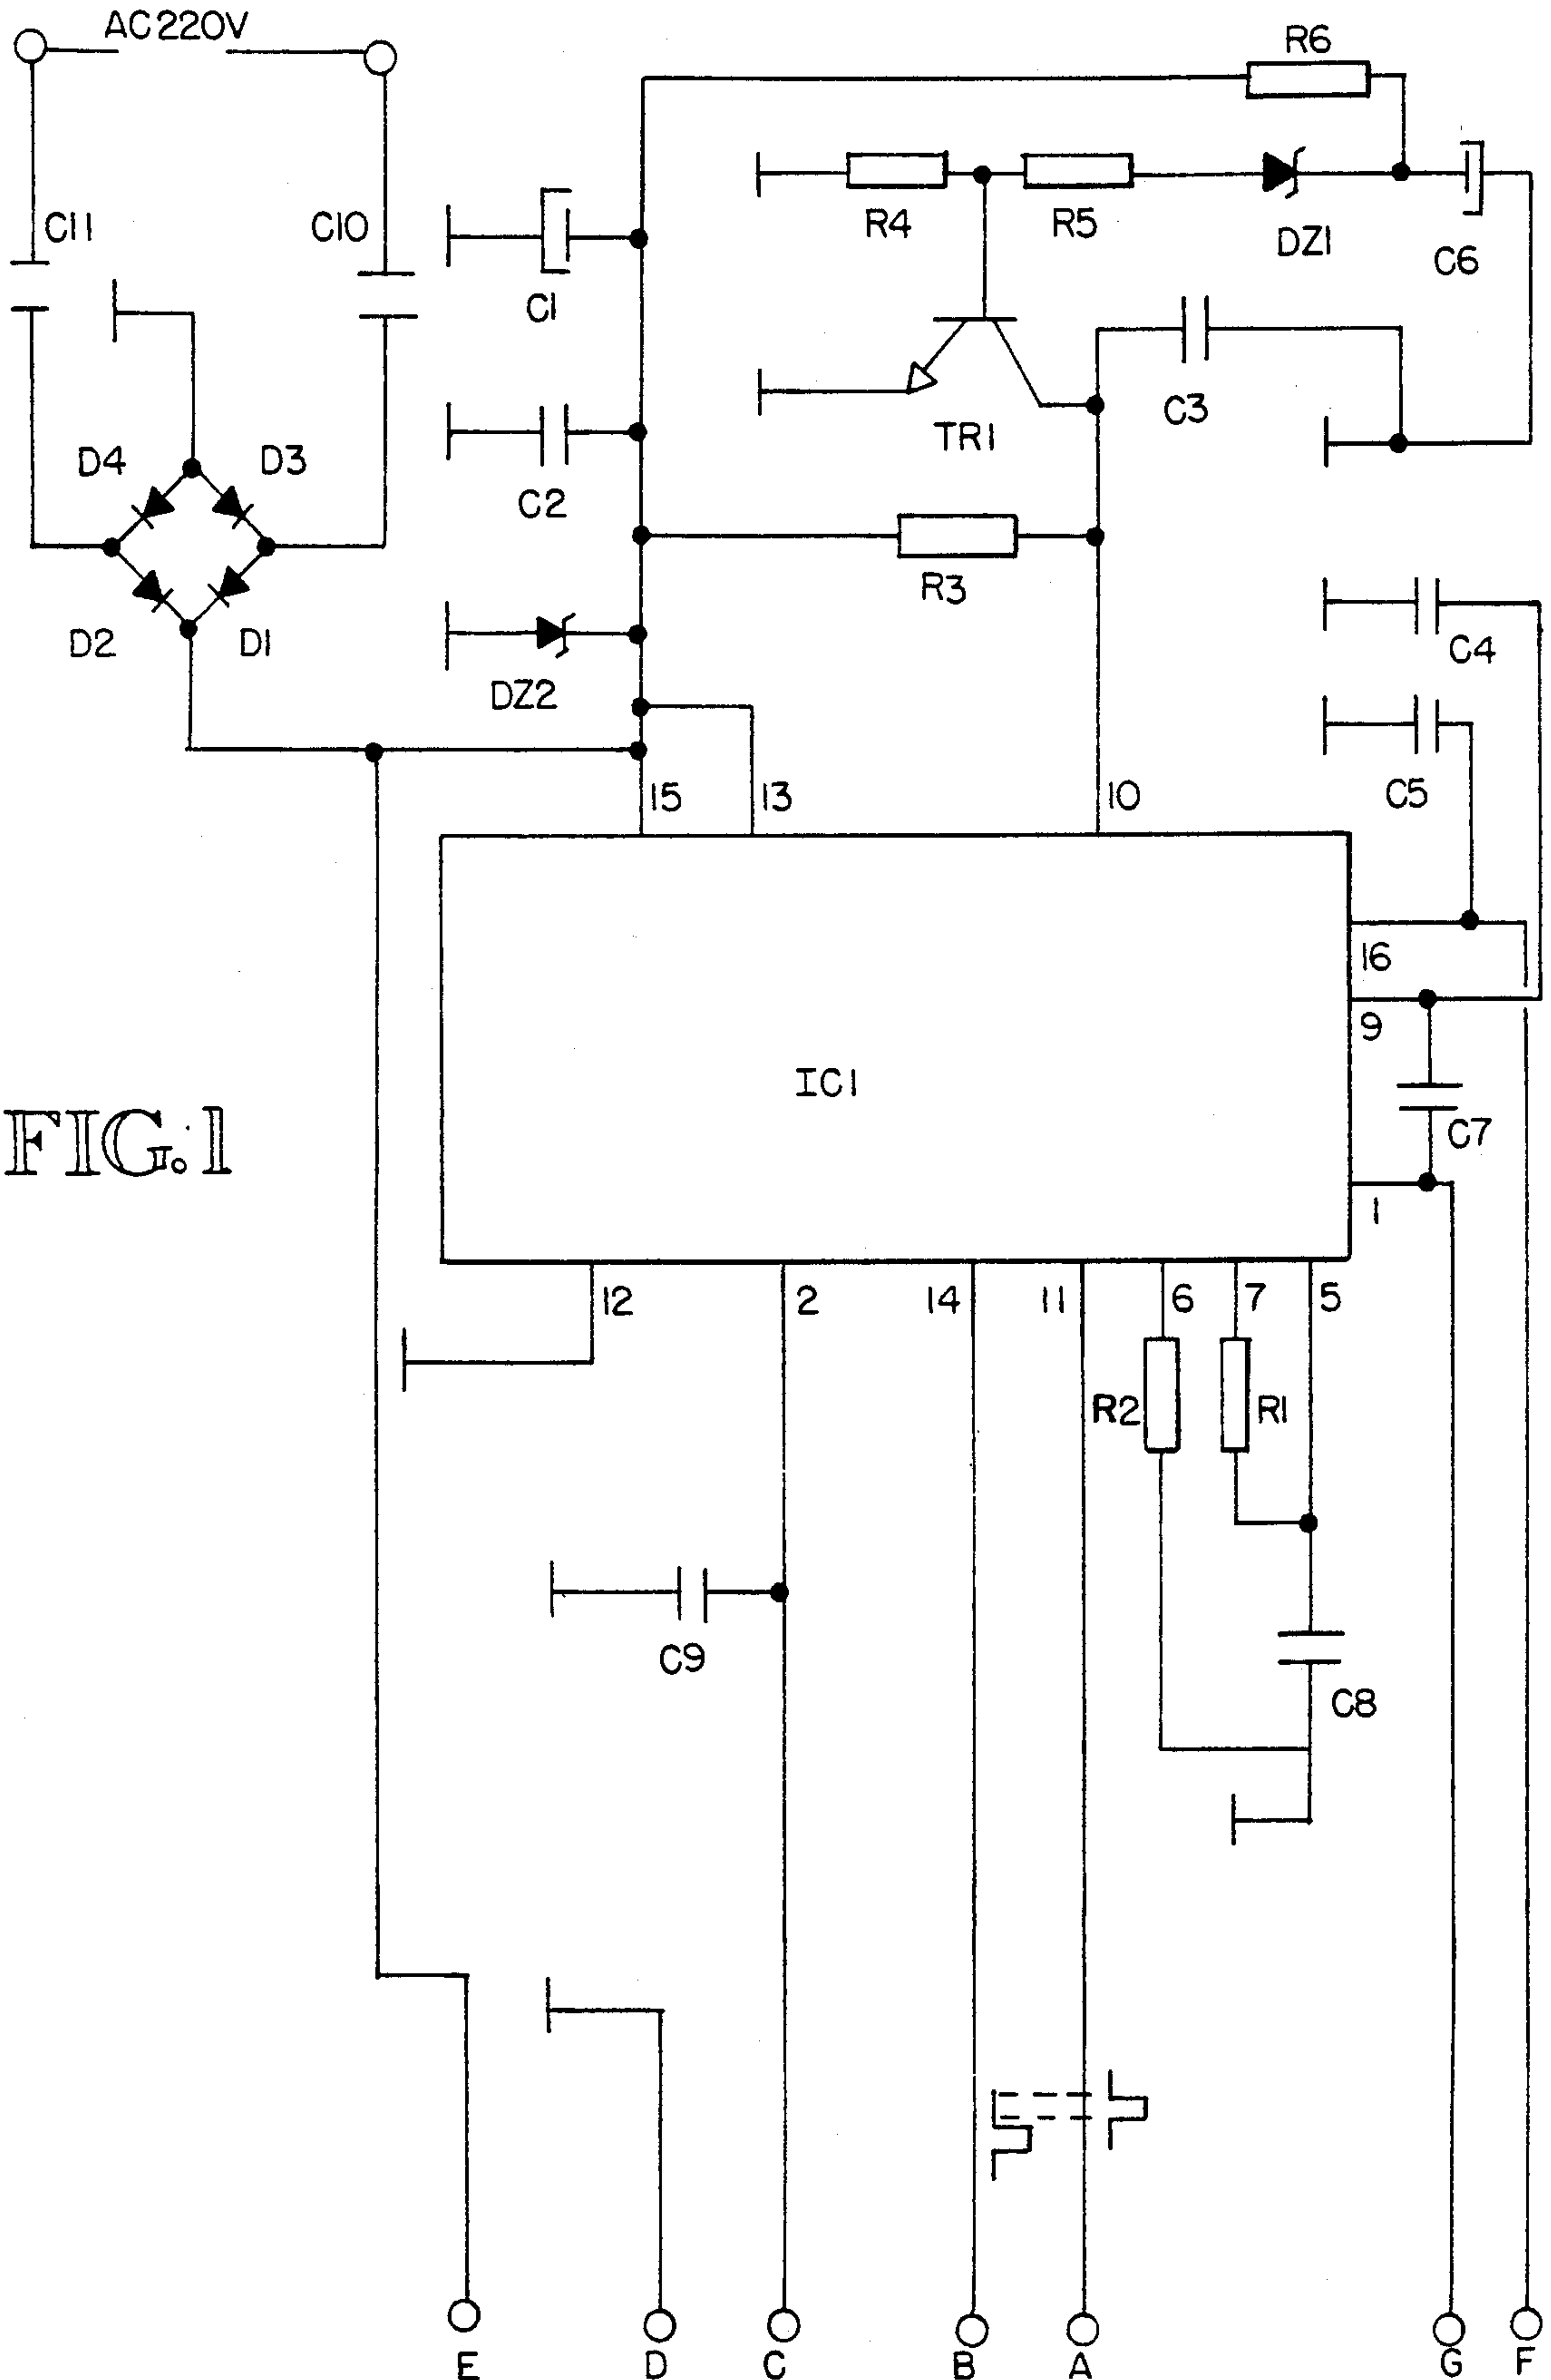 AC220V
R6
C11
C10
R4
R5
DZ1
C6
C1
C3
TR1
D4
D3
C2
R3
D2
D1
DZ2
C4
C5
15
13
10
16
9
IC1
FIG.1
C7
1
12
2
14
11
6
7
5
R2
R1
C9
C8
E
D
C
B
A
G
F